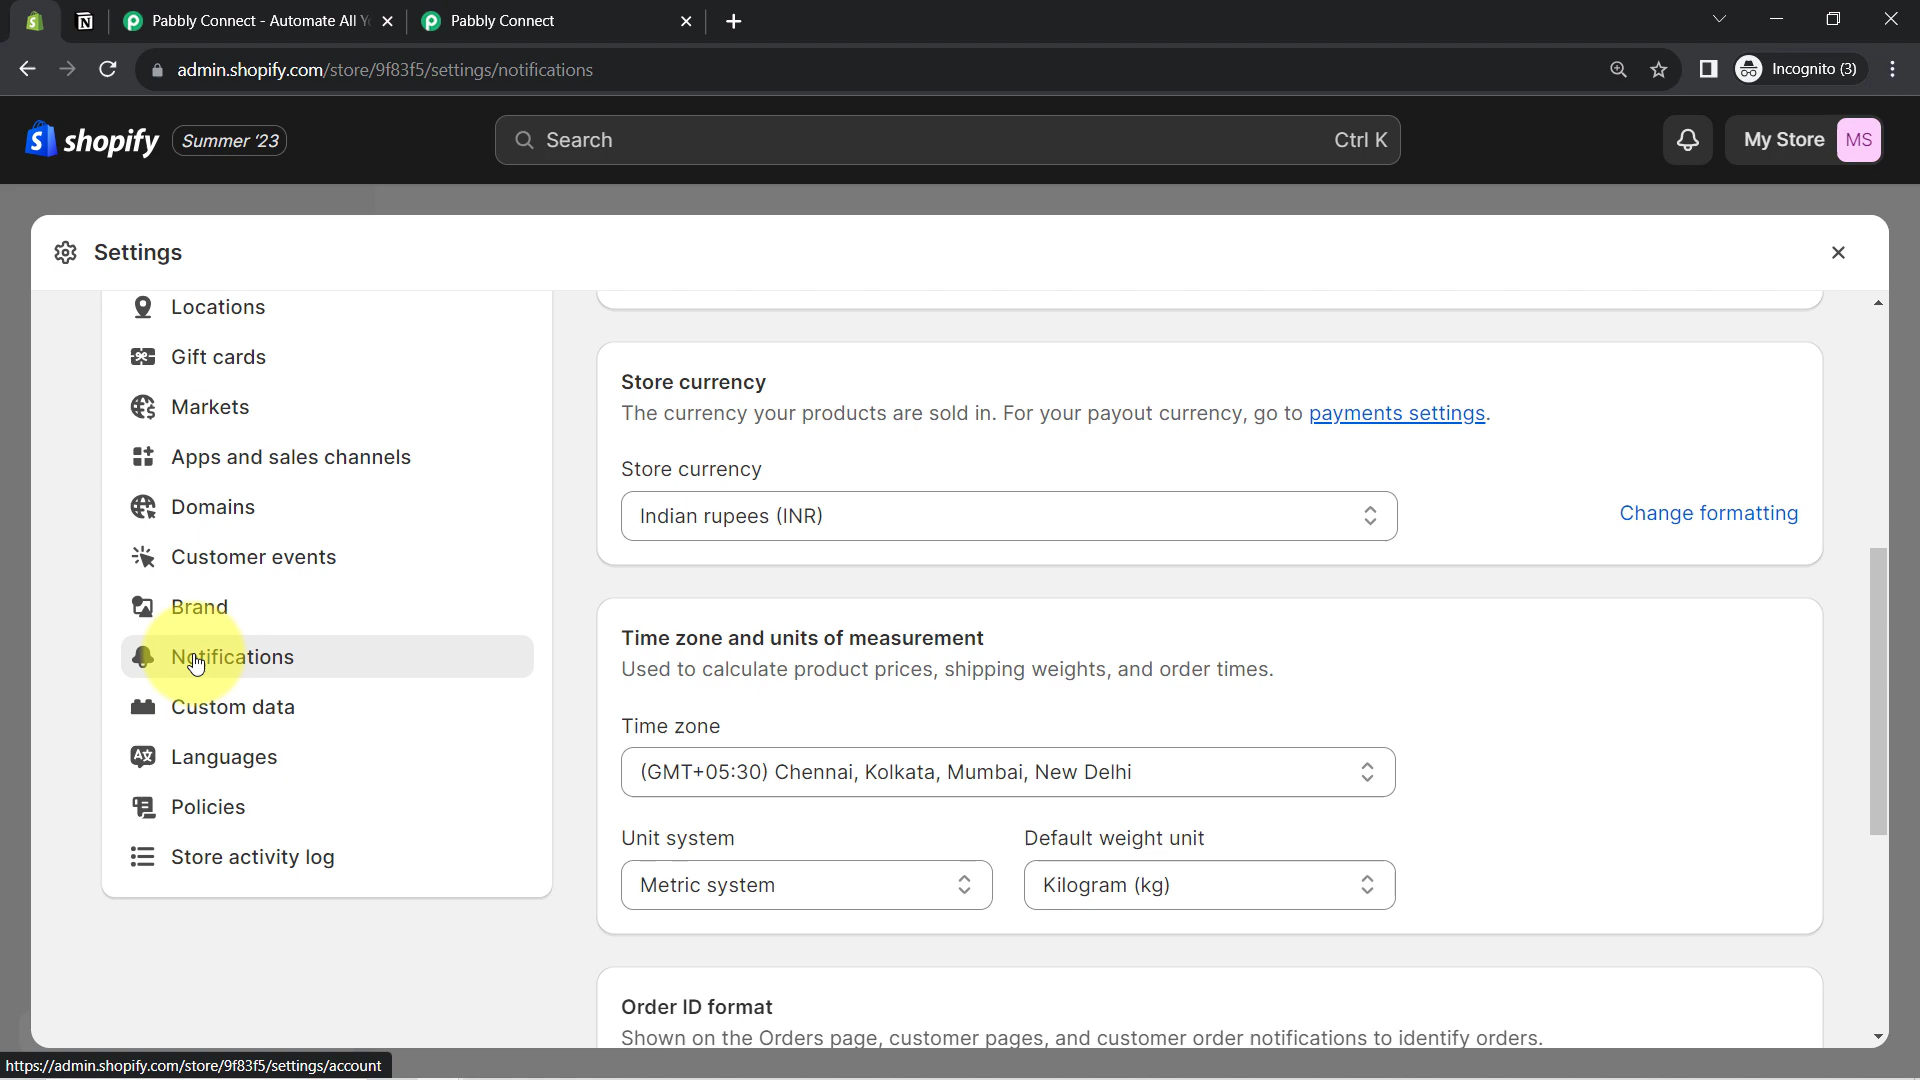 Pabbly Connect - Automate All Y
Pabbly Connect
admin.shopify.com/store/9f83f5/settings/notifications
Incognito (3)
shopify
Summer '23
Search
Ctrl K
My Store
MS
Settings
Locations
Gift cards
Markets
Apps and sales channels
Domains
Customer events
Brand
Notifications
Custom data
Languages
Policies
Store activity log
Store currency
The currency your products are sold in. For your payout currency, go to payments settings.
Store currency
Indian rupees (INR)
Change formatting
Time zone and units of measurement
Used to calculate product prices, shipping weights, and order times.
Time zone
(GMT+05:30) Chennai, Kolkata, Mumbai, New Delhi
Unit system
Default weight unit
Metric system
Kilogram (kg)
Order ID format
Shown on the Orders page, customer pages, and customer order notifications to identify orders.
https://admin.shopify.com/store/9f83f5/settings/account